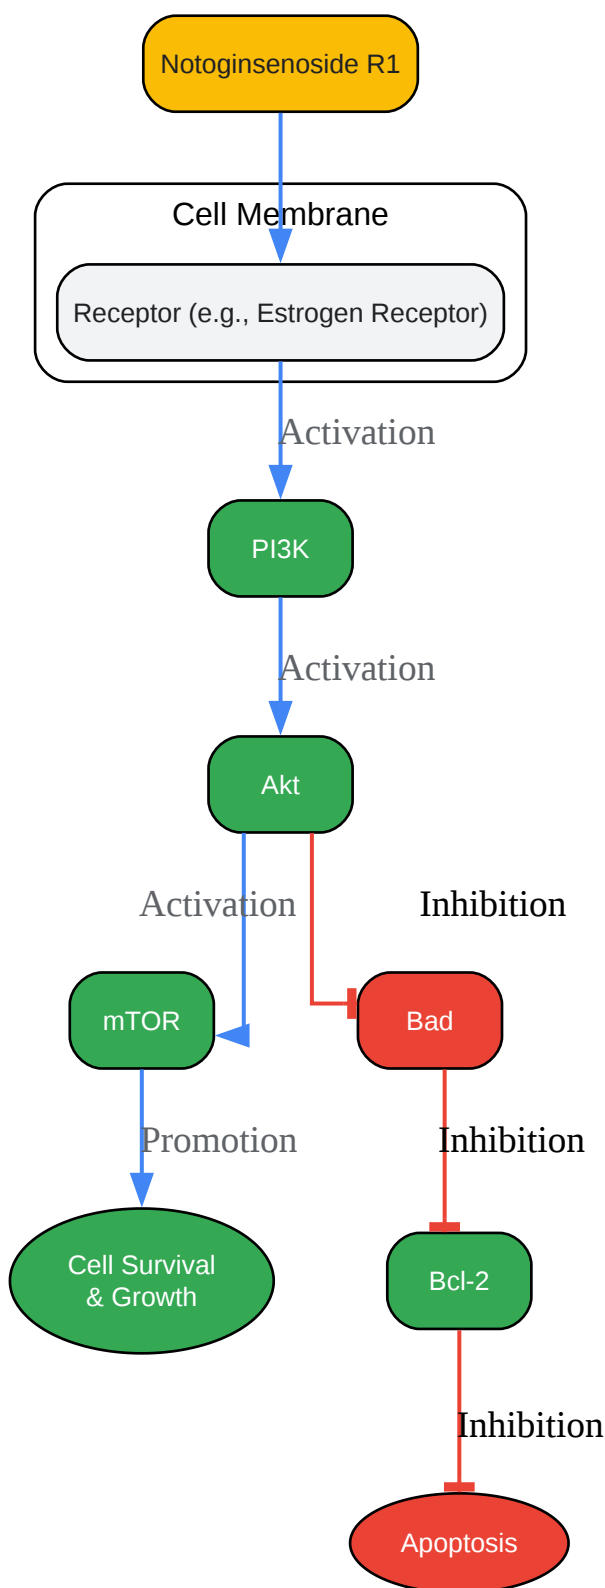 Notoginsenoside R1
Cell Membrane
Receptor (e.g., Estrogen Receptor)
Activation
PI3K
Activation
Akt
Activation
Inhibition
mTOR
Bad
Promotion
Inhibition
Cell Survival
& Growth
Bcl-2
Inhibition
Apoptosis